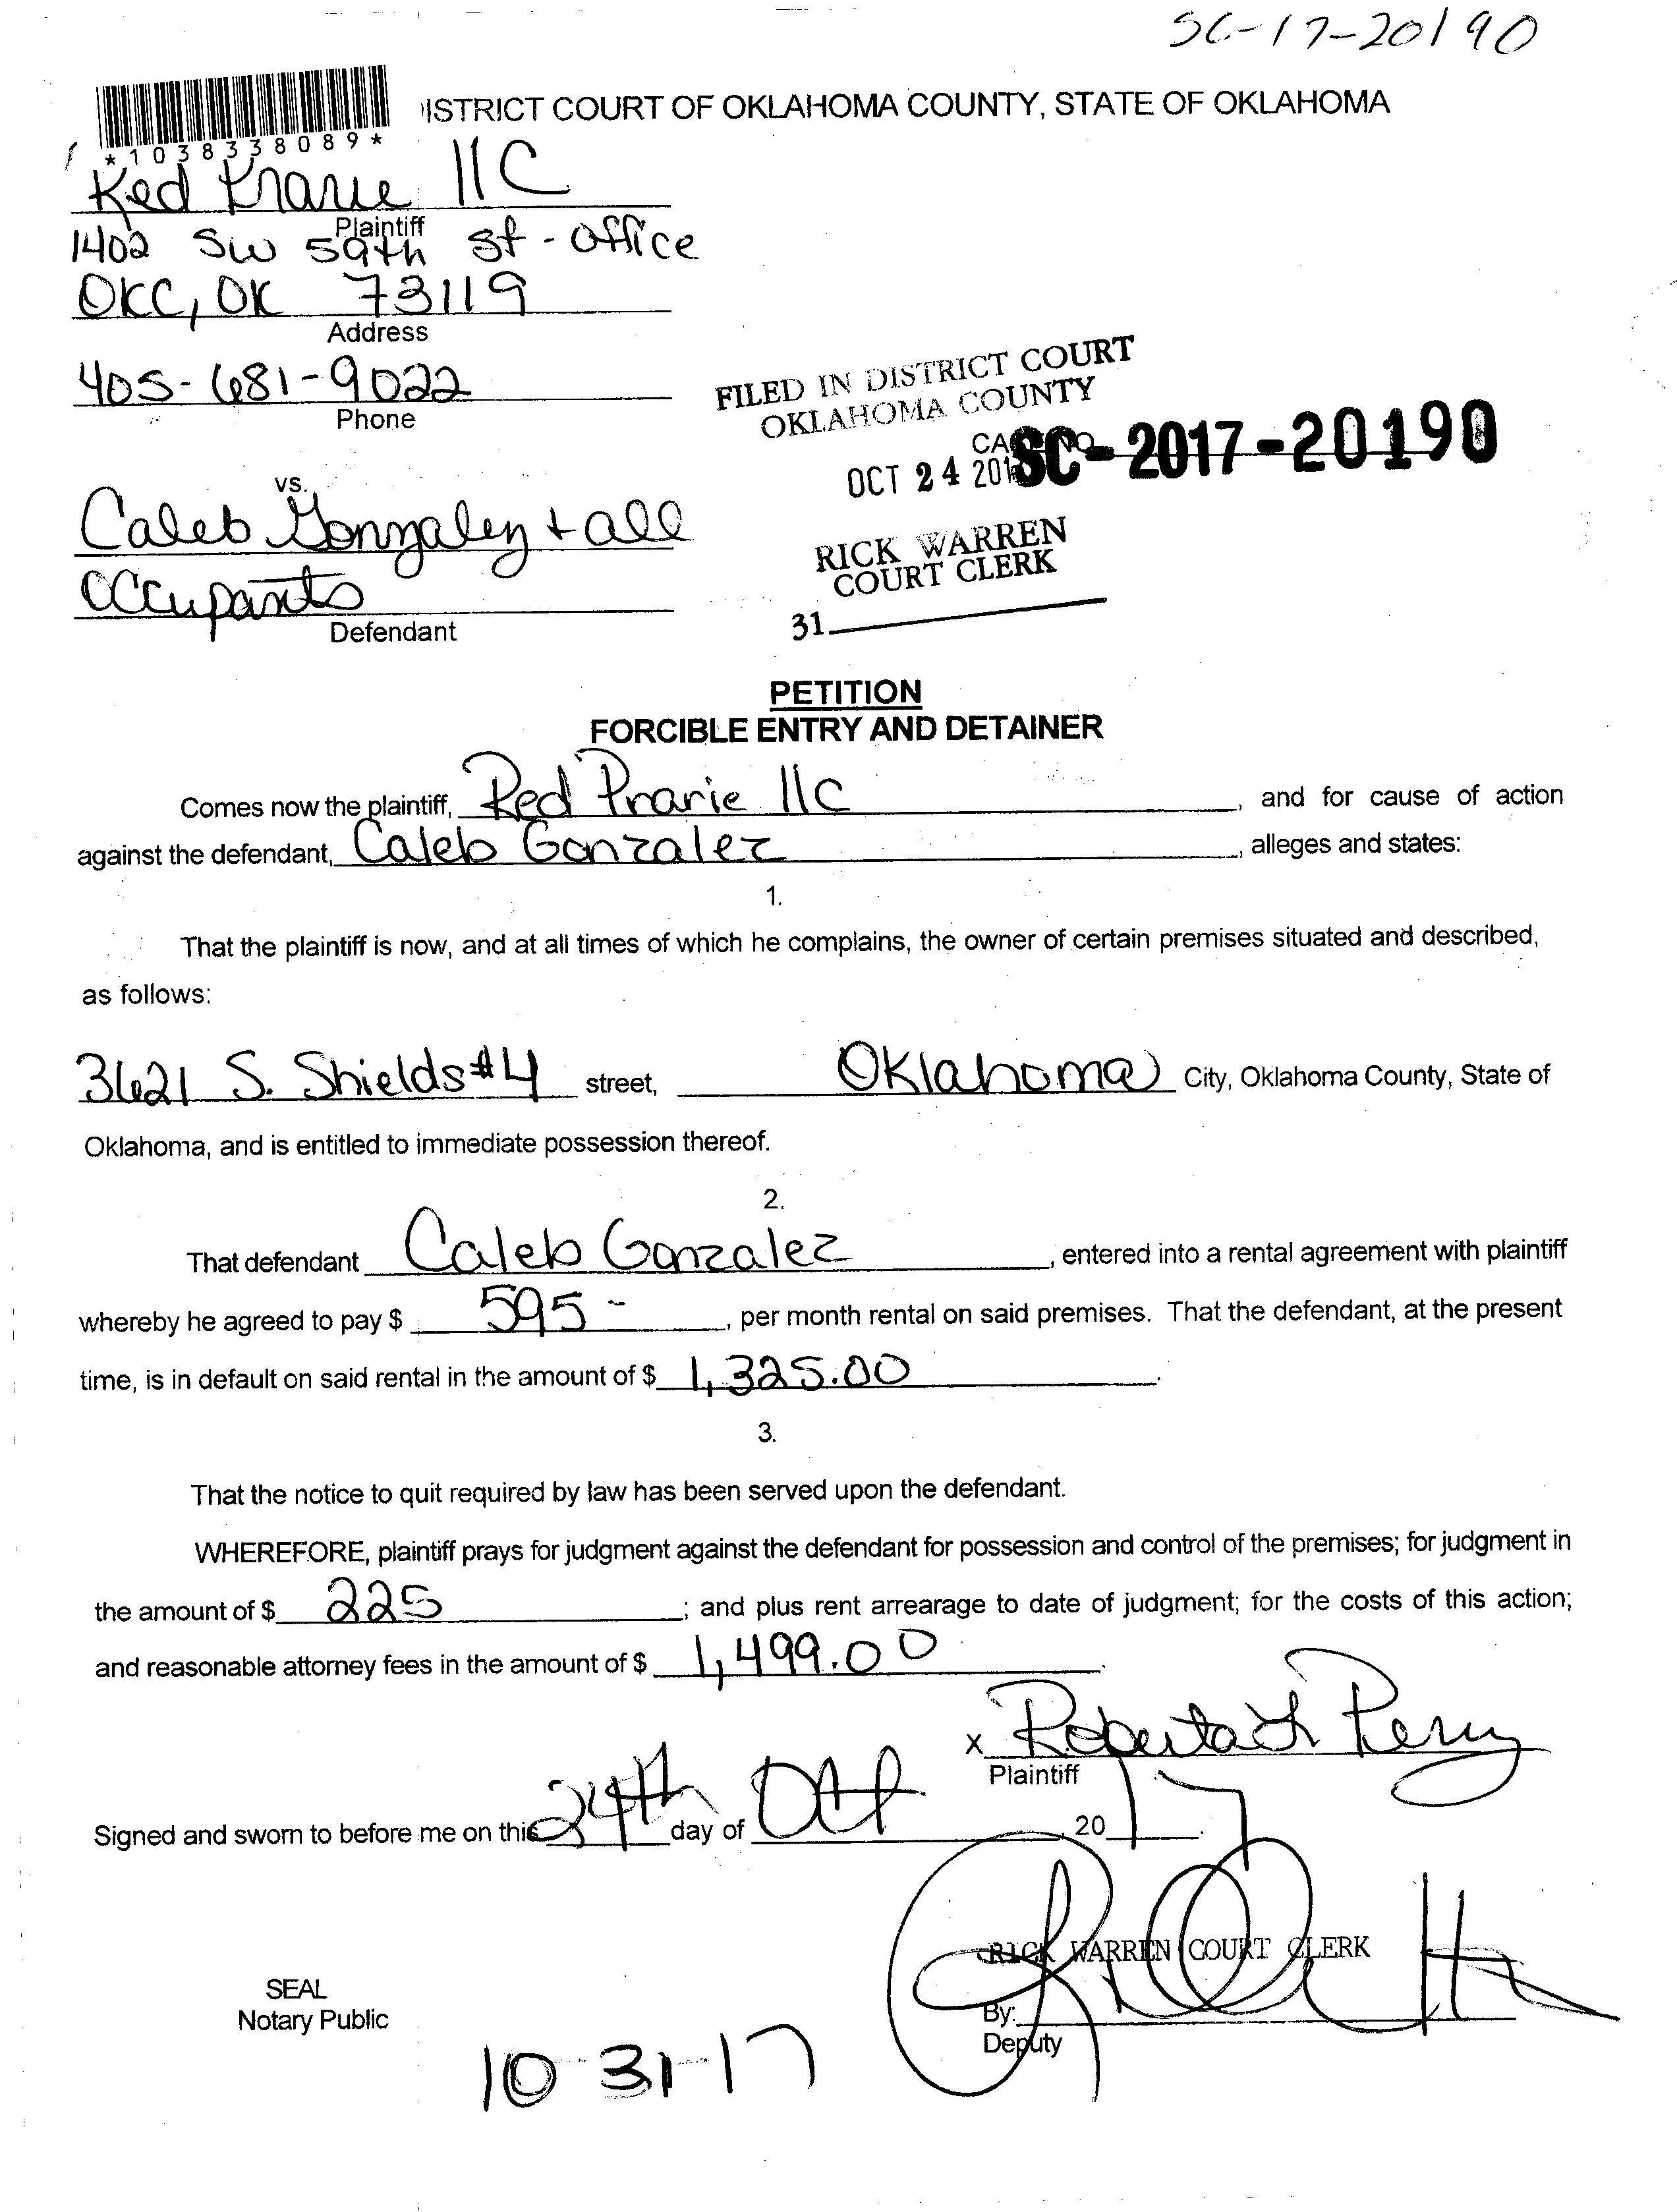 SC-17-20190
ISTRICT COURT OF OKLAHOMA COUNTY, STATE OF OKLAHOMA
*1038338089*
Red Prarie llC
Plaintiff
1402 SW 59th St - Office
OKC, OK 73119
Address
405-681-9022
Phone
FILED IN DISTRICT COURT
OKLAHOMA COUNTY
SC-2017-20190
OCT 24 201
vs.
Caleb Gonzalez + all
Occupants
Defendant
RICK WARREN
COURT CLERK
31
PETITION
FORCIBLE ENTRY AND DETAINER
Comes now the plaintiff, Red Prarie llC, and for cause of action
against the defendant, Caleb Gonzalez, alleges and states:
1.
That the plaintiff is now, and at all times of which he complains, the owner of certain premises situated and described,
as follows:
3621 S. Shields #4 street, Oklahoma City, Oklahoma County, State of
Oklahoma, and is entitled to immediate possession thereof.
2.
That defendant Caleb Gonzalez, entered into a rental agreement with plaintiff
whereby he agreed to pay $ 595-, per month rental on said premises. That the defendant, at the present
time, is in default on said rental in the amount of $ 1,325.00.
3.
That the notice to quit required by law has been served upon the defendant.
WHEREFORE, plaintiff prays for judgment against the defendant for possession and control of the premises; for judgment in
the amount of $ 225; and plus rent arrearage to date of judgment; for the costs of this action;
and reasonable attorney fees in the amount of $ 1,499.00.
x Roberta L Perry
Plaintiff
Signed and sworn to before me on this 24th day of Oct, 2017.
RICK WARREN COURT CLERK
SEAL
Notary Public
By:
Deputy
10-31-17